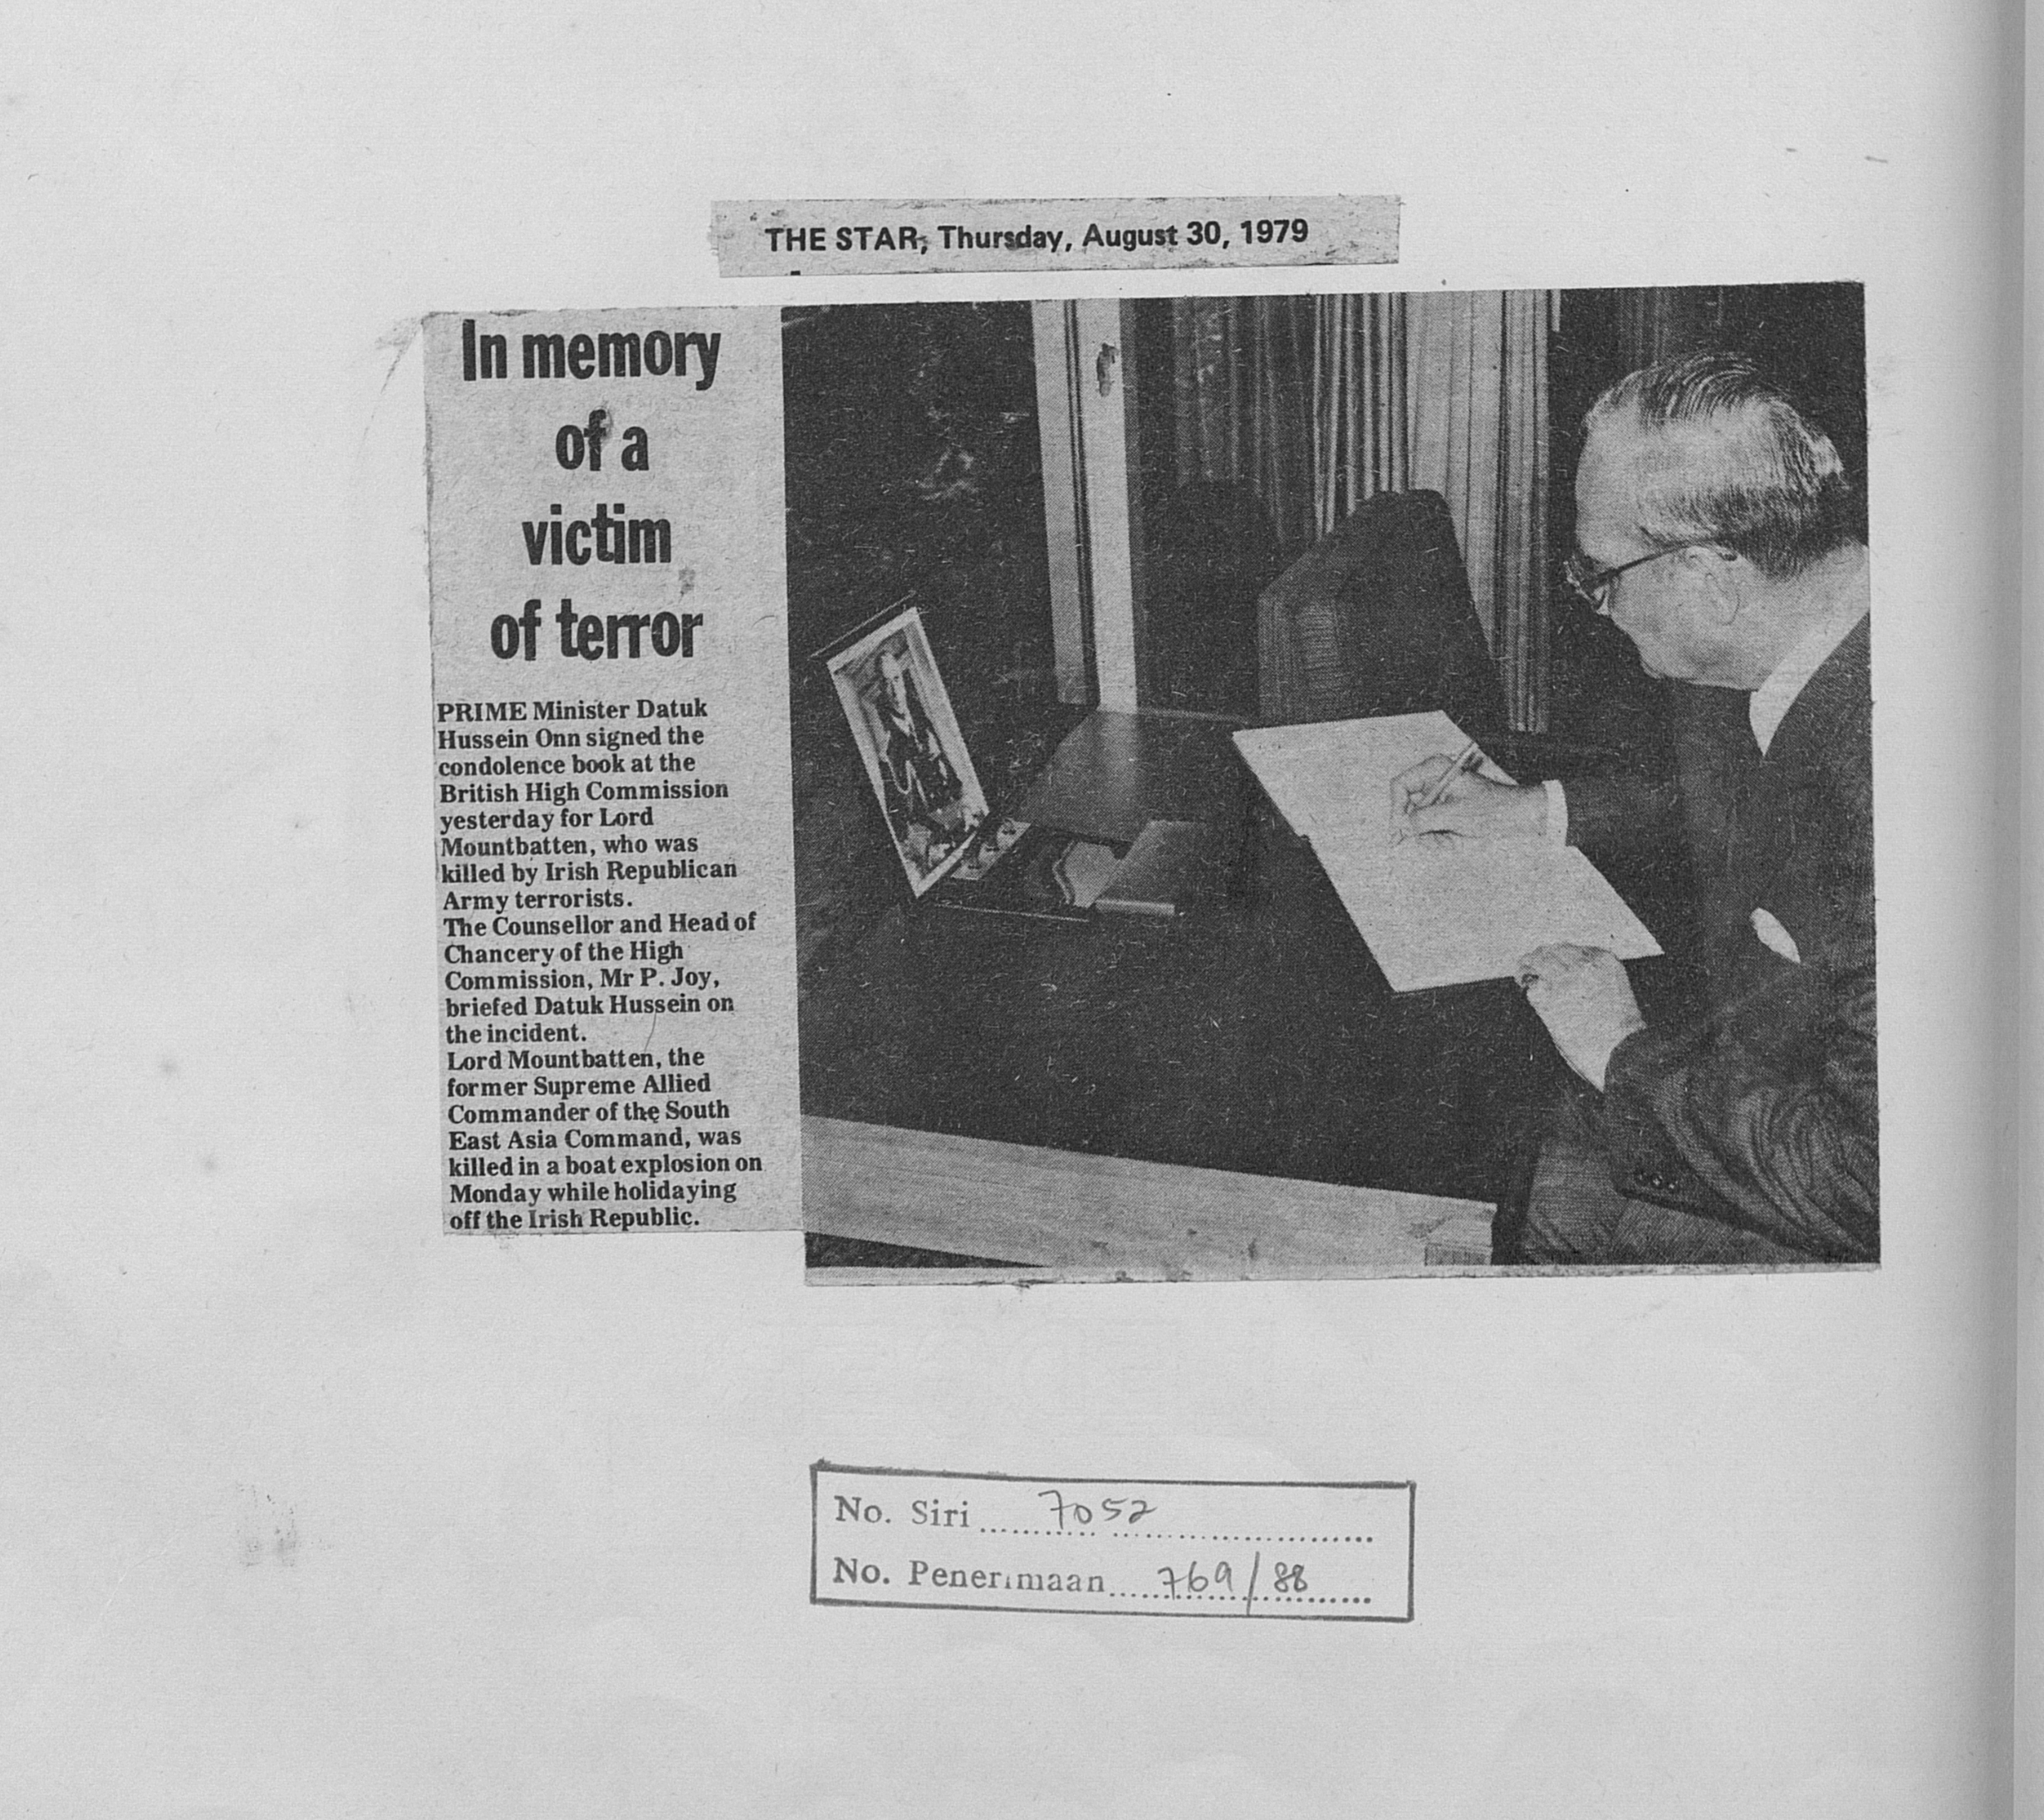 THE STAR, Thursday, August 30, 1979
In memory
of a
victim
of terror
PRIME Minister Datuk
Hussein Onn signed the
condolence book at the
British High Commission
yesterday for Lord
Mountbatten, who was
killed by Irish Republican
Army terrorists.
The Counsellor and Head of
Chancery of the High
Commission, Mr P. Joy,
briefed Datuk Hussein on
the incident.
Lord Mountbatten, the
former Supreme Allied
Commander of the South
East Asia Command, was
killed in a boat explosion on
Monday while holidaying
off the Irish Republic.
No. Siri 7052
No. Penerimaan 769/88